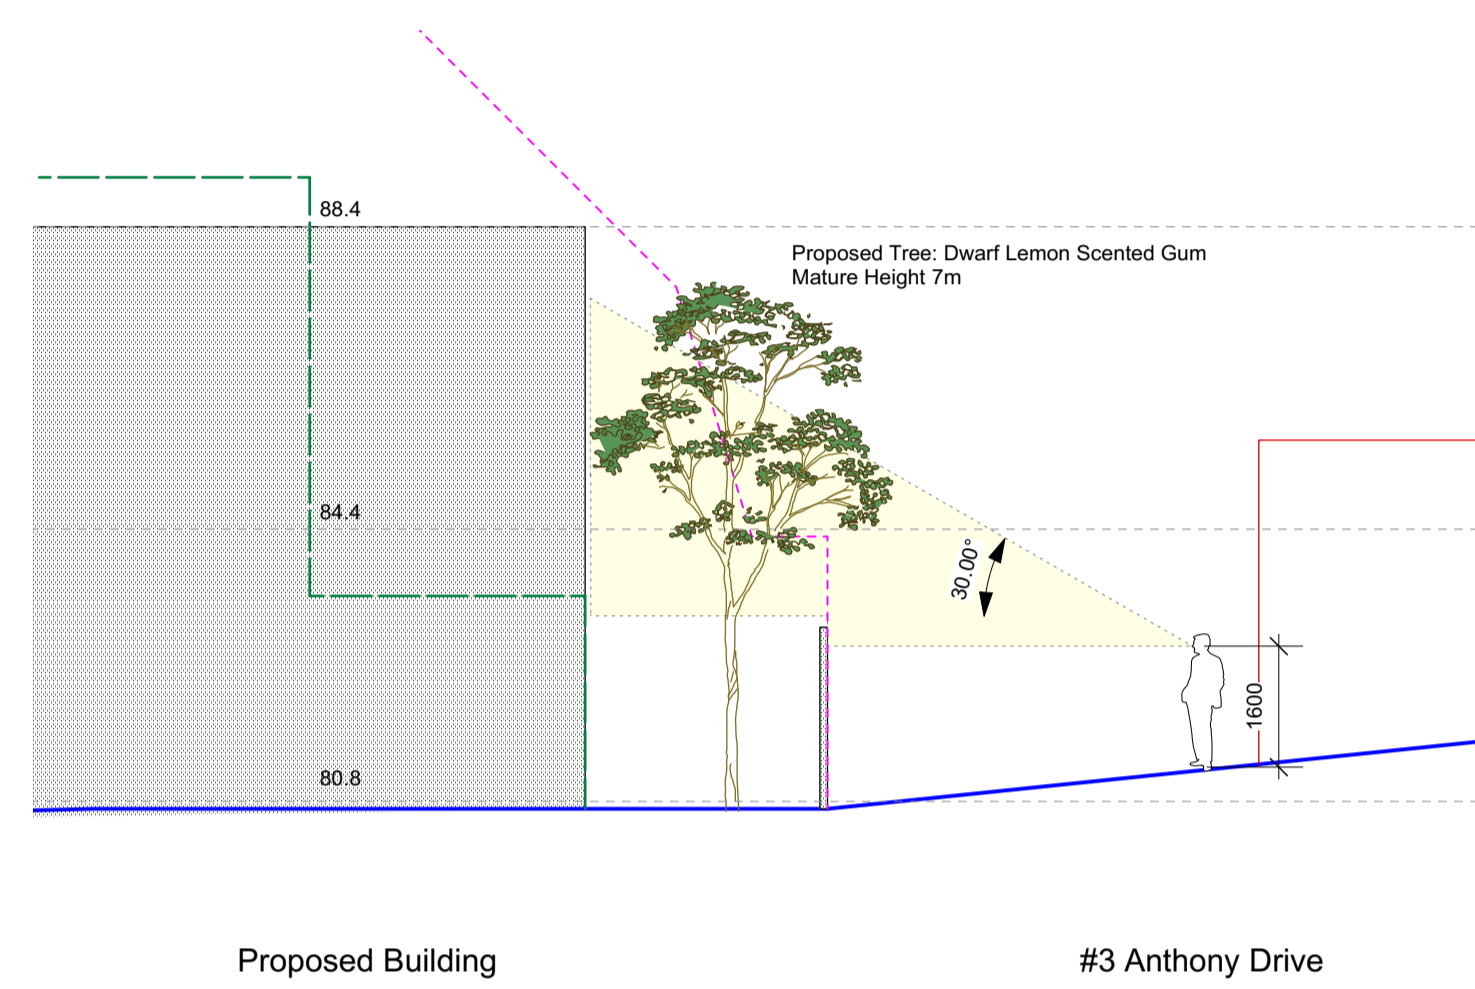 88.4
Proposed Tree: Dwarf Lemon Scented Gum
Mature Height 7m
84.4
30.00°
1600
80.8
Proposed Building
#3 Anthony Drive